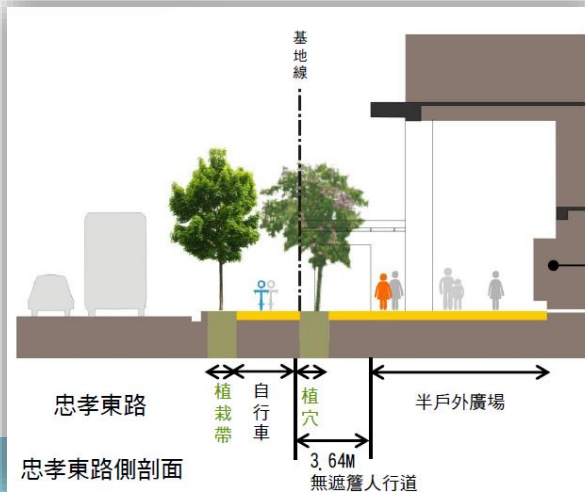 基地線
忠孝東路
植栽帶
自行車
植穴
半戶外廣場
3.64M
無遮簷人行道
忠孝東路側剖面